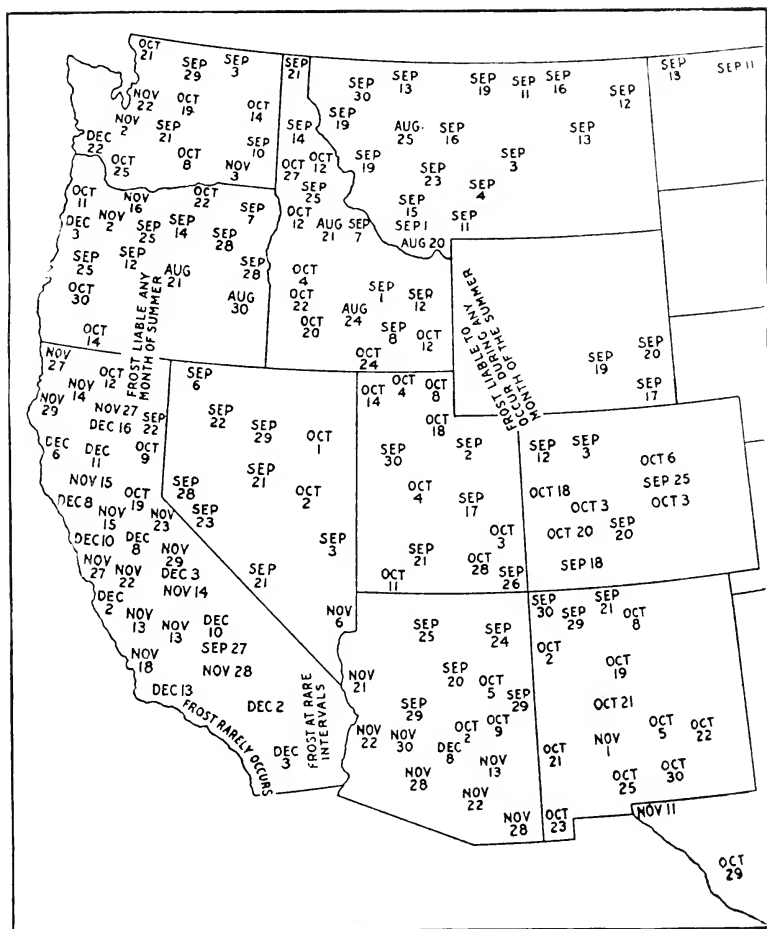 OCT
21
SEP
29
SEP
3
NOV
22
OCT
19
OCT
14
NOV
2
SEP
21
DEC
22
SEP
10
OCT
25
OCT
8
NOV
3
OCT
11
NOV
16
OCT
22
DEC
3
NOV
2
SEP
25
SEP
14
SEP
7
SEP
28
SEP
25
SEP
12
AUG
21
SEP
28
OCT
30
AUG
30
OCT
14
FROST LIABLE ANY
MONTH OF SUMMER
SEP
21
SEP
14
OCT
27
OCT
12
SEP
25
OCT
12
AUG
21
SEP
7
OCT
4
OCT
22
SEP
1
SEP
12
AUG
24
OCT
20
SEP
8
OCT
12
OCT
24
SEP
30
SEP
13
SEP
19
SEP
11
SEP
16
SEP
12
SEP
19
AUG.
25
SEP
16
SEP
13
SEP
19
SEP
23
SEP
3
SEP
4
SEP
15
SEP 1
SEP
11
AUG 20
SEP
13
SEP 11
FROST LIABLE TO
OCCUR DURING ANY
MONTH OF THE SUMMER
SEP
19
SEP
20
SEP
17
NOV
27
NOV
14
OCT
12
NOV
29
NOV 27
DEC 16
SEP
22
DEC
6
DEC
11
OCT
9
NOV 15
DEC 8
OCT
19
NOV
15
NOV
23
DEC 10
DEC
8
NOV
29
NOV
27
NOV
22
DEC 3
NOV 14
DEC
2
NOV
13
NOV
13
DEC
10
SEP 27
NOV
18
NOV 28
DEC 13
DEC 2
DEC
3
FROST RARELY OCCURS
FROST AT RARE
INTERVALS
SEP
6
SEP
22
SEP
29
OCT
1
SEP
21
SEP
28
OCT
2
SEP
23
SEP
3
SEP
21
NOV
6
OCT
14
OCT
4
OCT
8
OCT
18
SEP
30
SEP
2
OCT
4
SEP
17
OCT
3
SEP
21
OCT
28
OCT
11
SEP
26
SEP
12
SEP
3
OCT 6
SEP 25
OCT 18
OCT 3
OCT 3
OCT 20
SEP
20
SEP 18
SEP
25
SEP
24
NOV
21
SEP
20
OCT
5
SEP
29
SEP
29
NOV
22
NOV
30
OCT
2
OCT
9
DEC
8
NOV
28
NOV
13
NOV
22
NOV
28
SEP
30
SEP
29
SEP
21
OCT
8
OCT
2
OCT
19
OCT 21
OCT
21
NOV
1
OCT
5
OCT
22
OCT
25
OCT
30
OCT
23
NOV 11
OCT
29